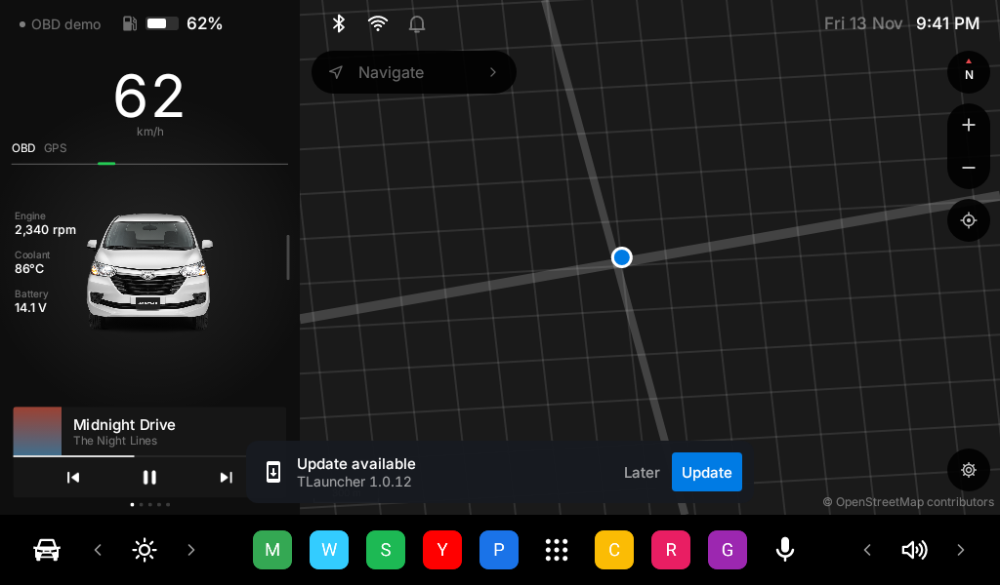 OBD demo
62%
Fri 13 Nov 9:41 PM
62
km/h
OBD GPS
Navigate
N
+
−
Engine
2,340 rpm
Coolant
86°C
Battery
14.1 V
Midnight Drive
The Night Lines
Update available
TLauncher 1.0.12
Later
Update
© OpenStreetMap contributors
M W S Y P C R G